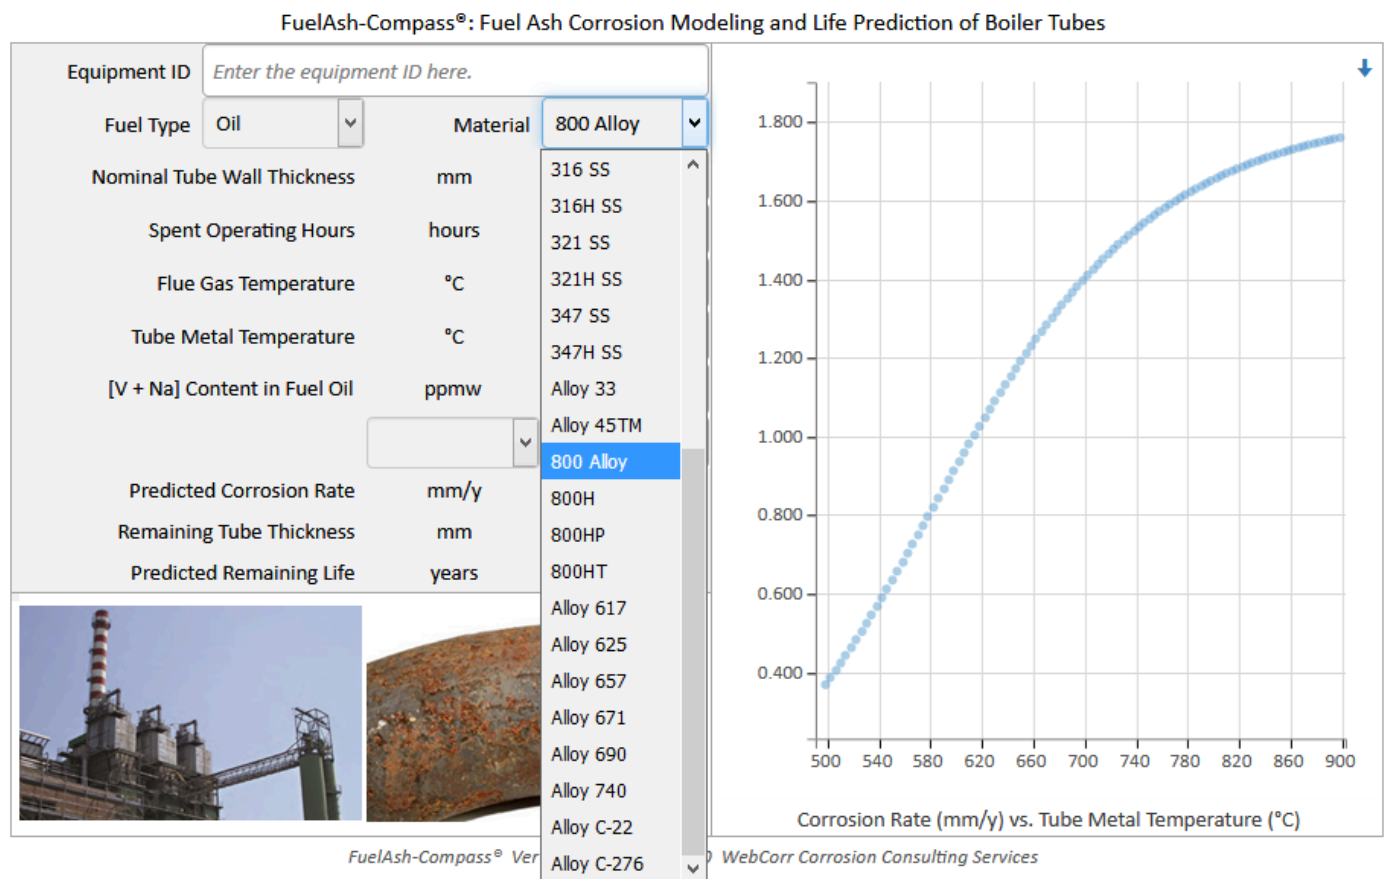 FuelAsh-Compass®: Fuel Ash Corrosion Modeling and Life Prediction of Boiler Tubes
Equipment ID Enter the equipment ID here.
Fuel Type Oil Material 800 Alloy
Nominal Tube Wall Thickness mm
Spent Operating Hours hours
Flue Gas Temperature °C
Tube Metal Temperature °C
[V + Na] Content in Fuel Oil ppmw
Predicted Corrosion Rate mm/y
Remaining Tube Thickness mm
Predicted Remaining Life years
316 SS
316H SS
321 SS
321H SS
347 SS
347H SS
Alloy 33
Alloy 45TM
800 Alloy
800H
800HP
800HT
Alloy 617
Alloy 625
Alloy 657
Alloy 671
Alloy 690
Alloy 740
Alloy C-22
Alloy C-276
1.800
1.600
1.400
1.200
1.000
0.800
0.600
0.400
500 540 580 620 660 700 740 780 820 860 900
Corrosion Rate (mm/y) vs. Tube Metal Temperature (°C)
FuelAsh-Compass® WebCorr Corrosion Consulting Services